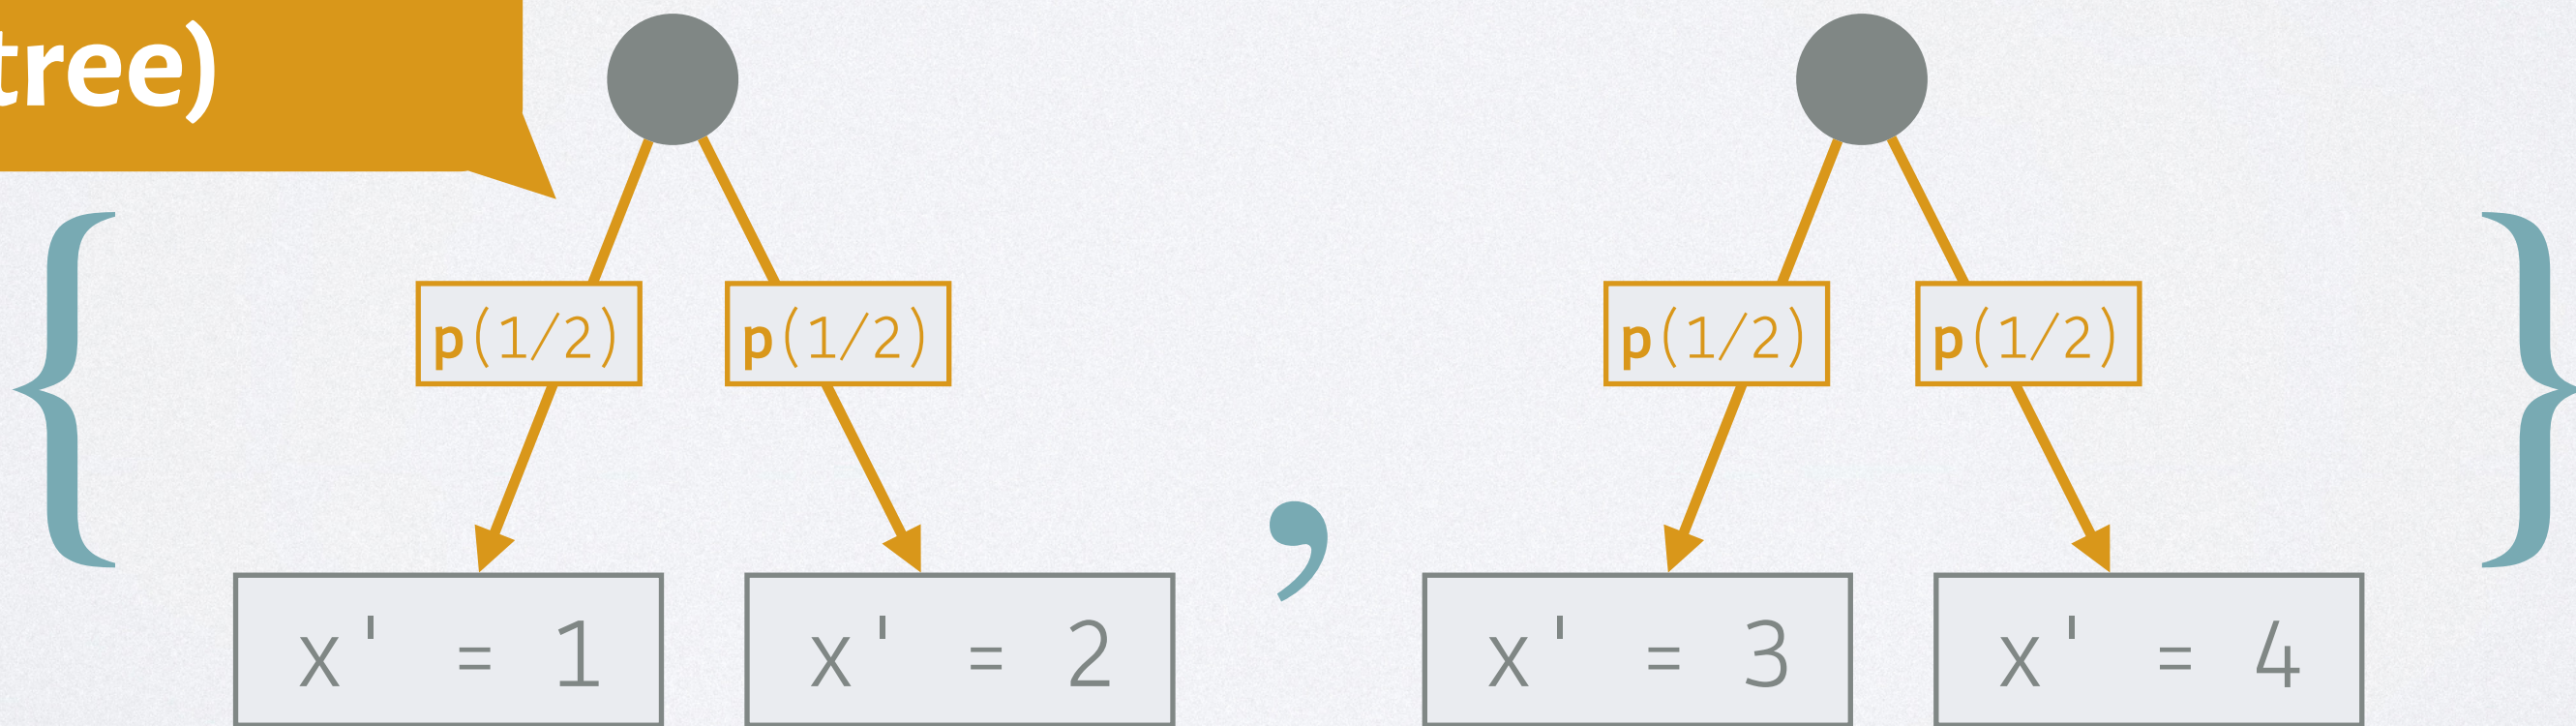 tree)
{ , }
p(1/2) p(1/2) p(1/2) p(1/2)
x' = 1 x' = 2 x' = 3 x' = 4